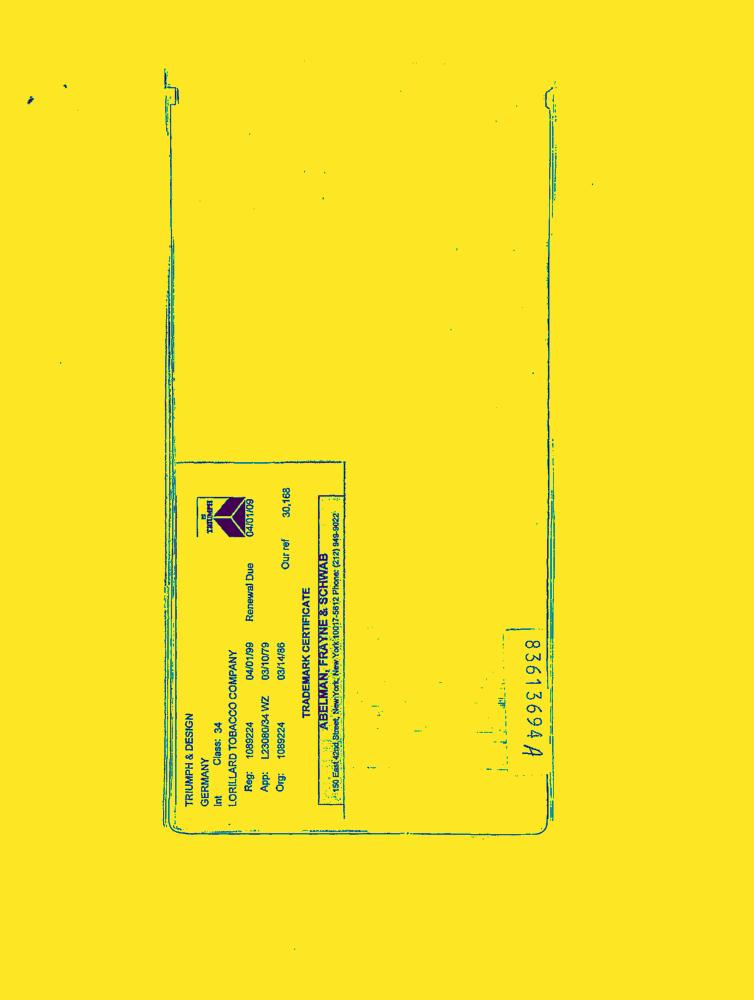 TRIUMPH & DESIGN
GERMANY
Int Class: 34
LORILLARD TOBACCO COMPANY
Reg: 1089224 04/01/99 Renewal Due 04/01/09
App: L23080/34 WZ 03/10/79
Org: 1089224 03/14/86 Our ref 30,168
TRADEMARK CERTIFICATE
ABELMAN, FRAYNE & SCHWAB
150 East 42nd Street, New York, New York 10017-5612 Phone: (212) 949-9022
TRIUMPH
83613694A